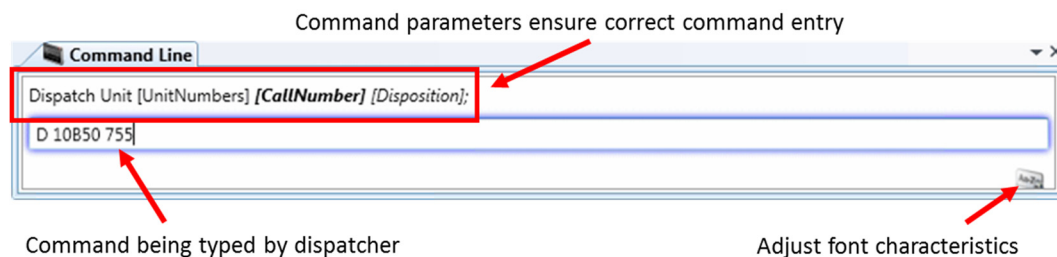 Command parameters ensure correct command entry
Command Line
Dispatch Unit [UnitNumbers] [CallNumber] [Disposition];
D 10B50 755
Command being typed by dispatcher
Adjust font characteristics